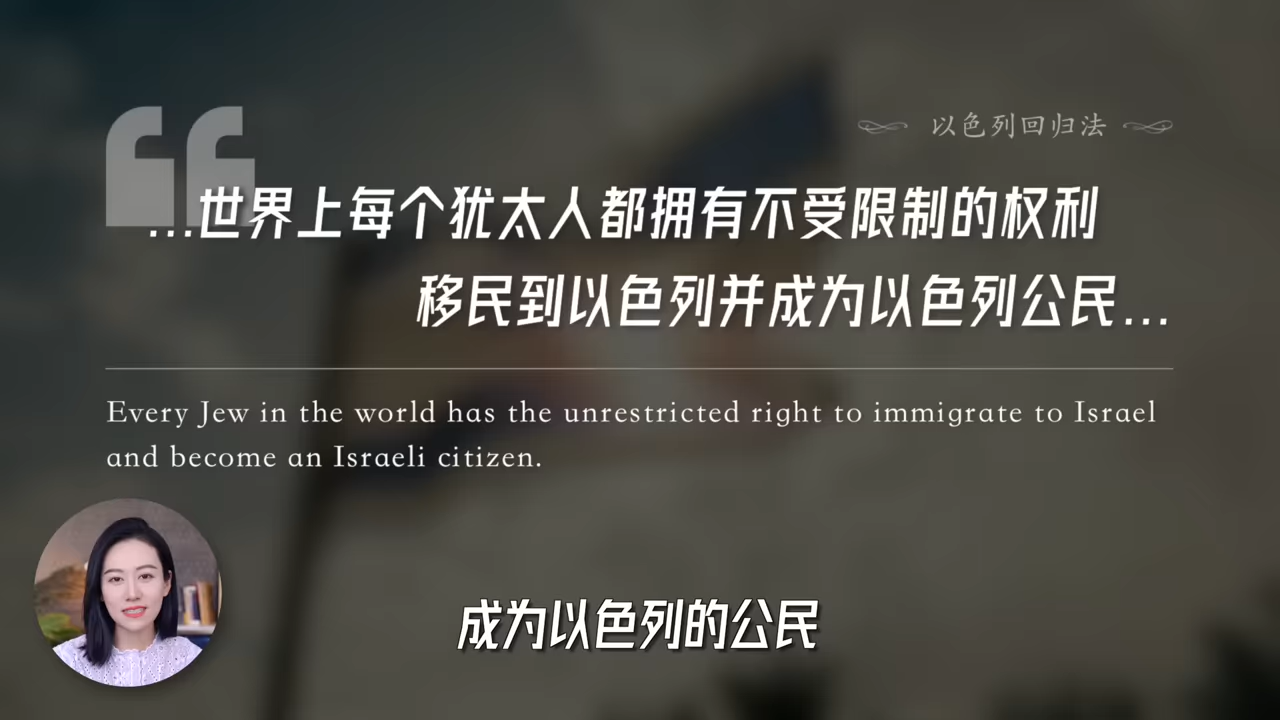 以色列回归法
…世界上每个犹太人都拥有不受限制的权利
移民到以色列并成为以色列公民…
Every Jew in the world has the unrestricted right to immigrate to Israel
and become an Israeli citizen.
成为以色列的公民